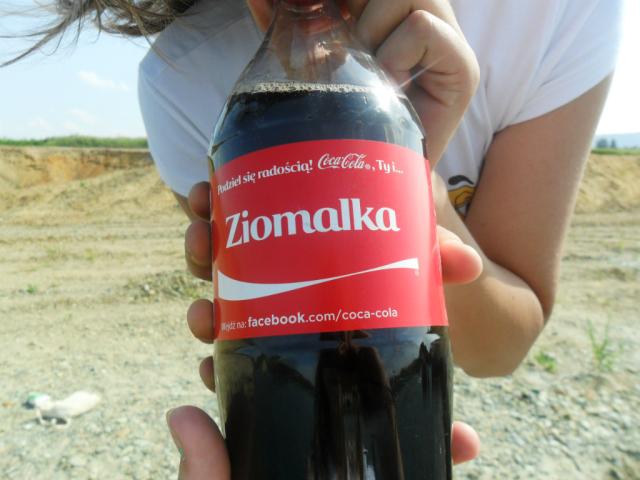 Podziel się radością! Coca-Cola®, Ty i...
Ziomalka
Wejdź na: facebook.com/coca-cola